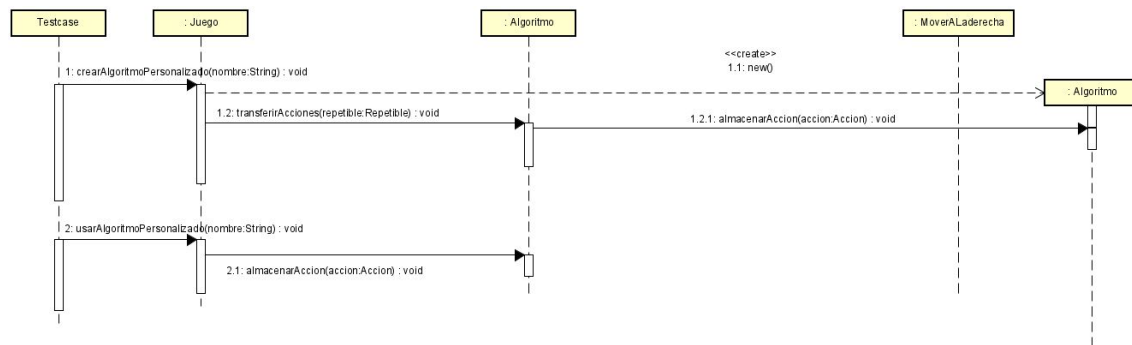 Testcase
: Juego
: Algoritmo
: MoverALaderecha
<<create>>
1.1: new()
1: crearAlgoritmoPersonalizado(nombre:String) : void
: Algoritmo
1.2: transferirAcciones(repetible:Repetible) : void
1.2.1: almacenarAccion(accion:Accion) : void
2: usarAlgoritmoPersonalizado(nombre:String) : void
2.1: almacenarAccion(accion:Accion) : void